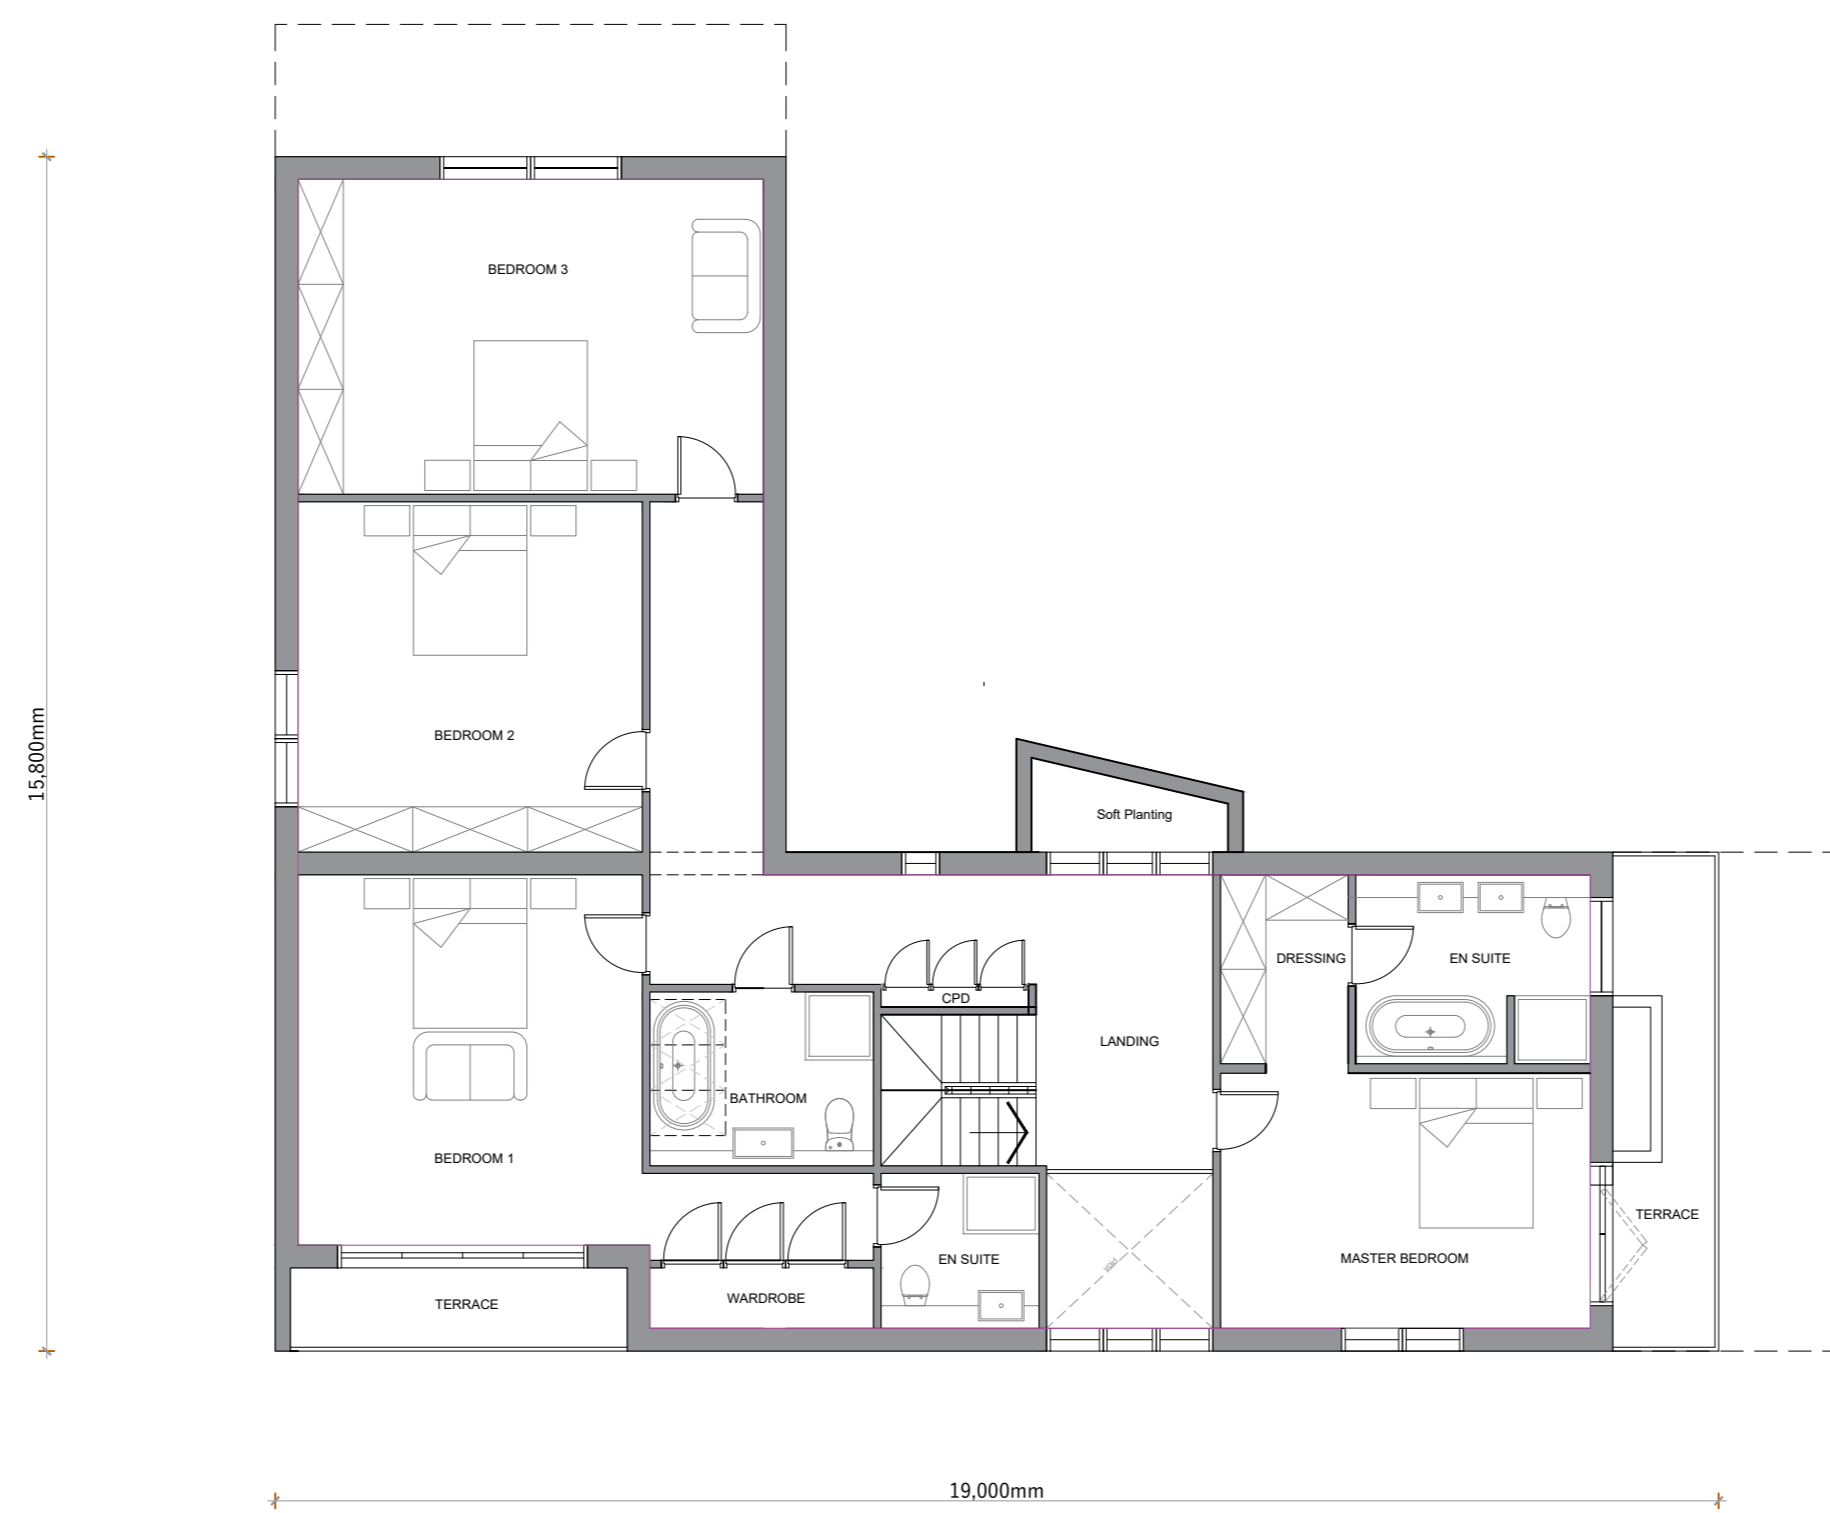 BEDROOM 3
15,800mm
BEDROOM 2
Soft Planting
DRESSING
EN SUITE
CPD
LANDING
BATHROOM
BEDROOM 1
TERRACE
MASTER BEDROOM
EN SUITE
VOID
WARDROBE
TERRACE
19,000mm